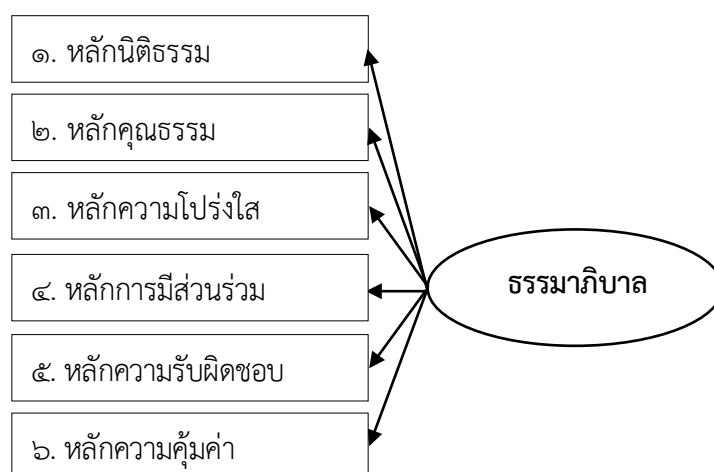 ๑. หลักนิติธรรม
๒. หลักคุณธรรม
๓. หลักความโปร่งใส
๔. หลักการมีส่วนร่วม
๕. หลักความรับผิดชอบ
๖. หลักความคุ้มค่า
ธรรมาภิบาล